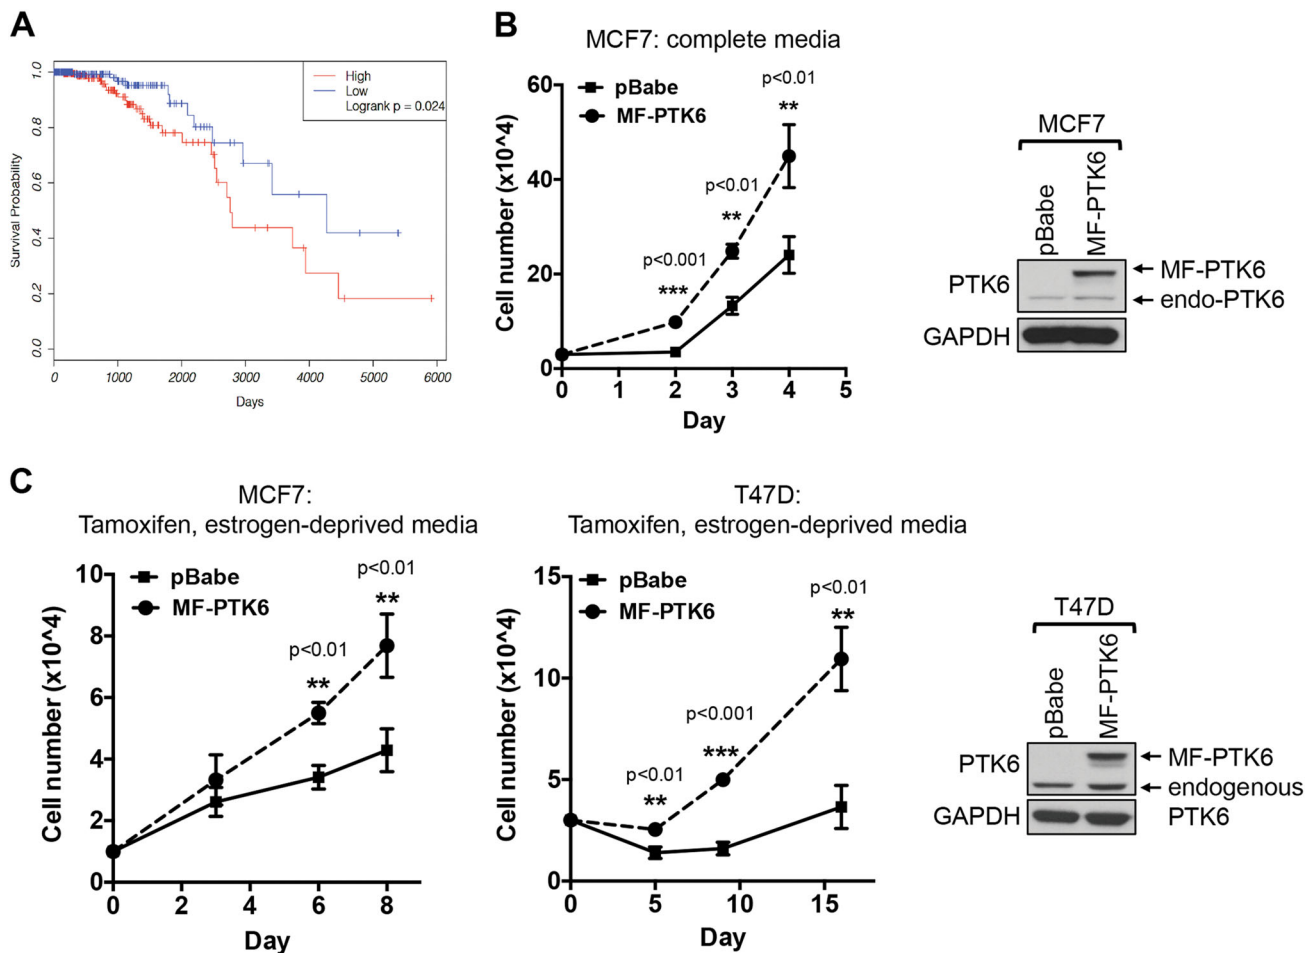 A
1.0
0.8
0.6
0.4
0.2
0.0
Survival Probability
High
Low
Logrank p = 0.024
0 1000 2000 3000 4000 5000 6000
Days
B
MCF7: complete media
pBabe
MF-PTK6
60
40
20
0
Cell number (x10^4)
p<0.001
***
p<0.01
**
p<0.01
**
0 1 2 3 4 5
Day
MCF7
pBabe
MF-PTK6
PTK6
MF-PTK6
endo-PTK6
GAPDH
C
MCF7:
Tamoxifen, estrogen-deprived media
pBabe
MF-PTK6
10
8
6
4
2
0
Cell number (x10^4)
p<0.01
**
p<0.01
**
0 2 4 6 8
Day
T47D:
Tamoxifen, estrogen-deprived media
pBabe
MF-PTK6
15
10
5
0
Cell number (x10^4)
p<0.01
**
p<0.001
***
p<0.01
**
0 5 10 15
Day
T47D
pBabe
MF-PTK6
PTK6
MF-PTK6
endogenous
PTK6
GAPDH